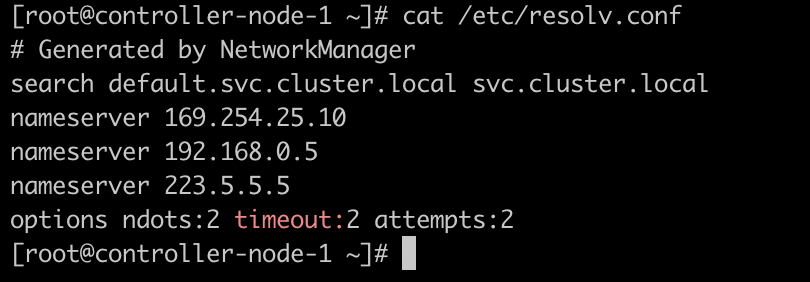 [root@controller-node-1 ~]# cat /etc/resolv.conf
# Generated by NetworkManager
search default.svc.cluster.local svc.cluster.local
nameserver 169.254.25.10
nameserver 192.168.0.5
nameserver 223.5.5.5
options ndots:2 timeout:2 attempts:2
[root@controller-node-1 ~]#